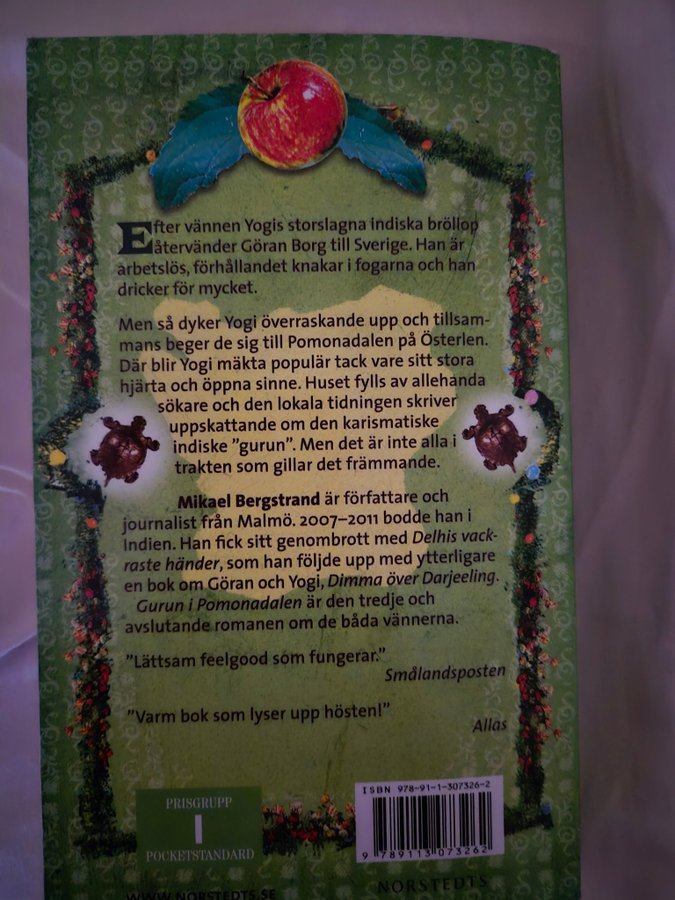 Efter vännen Yogis storslagna indiska bröllop
återvänder Göran Borg till Sverige. Han är
arbetslös, förhållandet knakar i fogarna och han
dricker för mycket.
Men så dyker Yogi överraskande upp och tillsam-
mans beger de sig till Pomonadalen på Österlen.
Där blir Yogi mäkta populär tack vare sitt stora
hjärta och öppna sinne. Huset fylls av allehanda
sökare och den lokala tidningen skriver
uppskattande om den karismatiske
indiske ”gurun”. Men det är inte alla i
trakten som gillar det främmande.
Mikael Bergstrand är författare och
journalist från Malmö. 2007–2011 bodde han i
Indien. Han fick sitt genombrott med Delhis vack-
raste händer, som han följde upp med ytterligare
en bok om Göran och Yogi, Dimma över Darjeeling.
Gurun i Pomonadalen är den tredje och
avslutande romanen om de båda vännerna.
”Lättsam feelgood som fungerar.”
Smålandsposten
”Varm bok som lyser upp hösten!”
Allas
ISBN 978-91-1-307326-2
9 789113 073262
PRISGRUPP
I
POCKETSTANDARD
WWW.NORSTEDTS.SE
NORSTEDTS